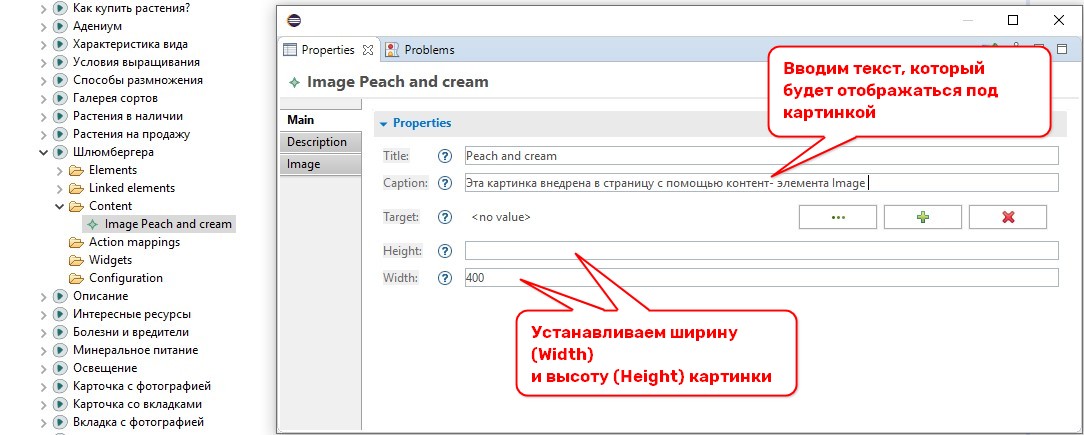 Как купить растения?
Адениум
Характеристика вида
Условия выращивания
Способы размножения
Галерея сортов
Растения в наличии
Растения на продажу
Шлюмбергера
Elements
Linked elements
Content
Image Peach and cream
Action mappings
Widgets
Configuration
Описание
Интересные ресурсы
Болезни и вредители
Минеральное питание
Освещение
Карточка с фотографией
Карточка со вкладками
Вкладка с фотографией
Properties
Problems
Image Peach and cream
Main
Description
Image
Properties
Title: Peach and cream
Caption: Эта картинка внедрена в страницу с помощью контент- элемента Image
Target: <no value>
Height:
Width: 400
Вводим текст, который
будет отображаться под
картинкой
Устанавливаем ширину
(Width)
и высоту (Height) картинки